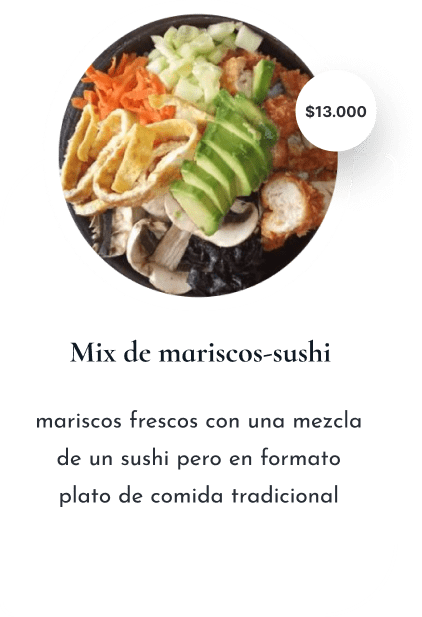 $13.000
Mix de mariscos-sushi
mariscos frescos con una mezcla
de un sushi pero en formato
plato de comida tradicional